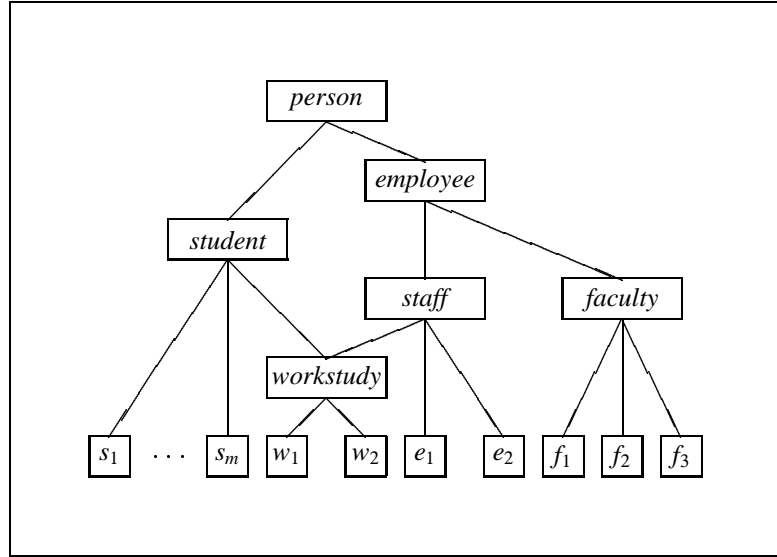 person
employee
student
staff
faculty
workstudy
s₁ . . . sₘ w₁ w₂ e₁ e₂ f₁ f₂ f₃